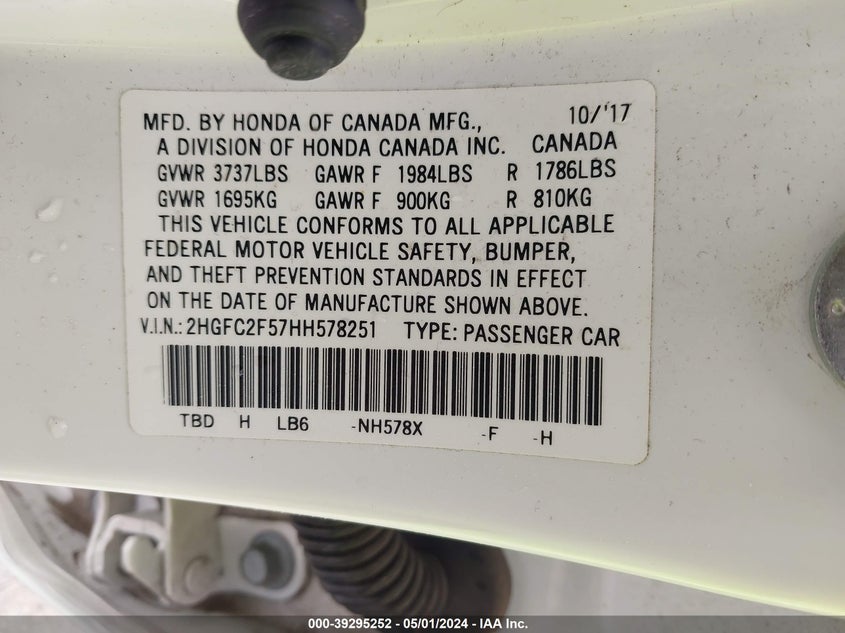 MFD. BY HONDA OF CANADA MFG., 10/'17
A DIVISION OF HONDA CANADA INC. CANADA
GVWR 3737LBS GAWR F 1984LBS R 1786LBS
GVWR 1695KG GAWR F 900KG R 810KG
THIS VEHICLE CONFORMS TO ALL APPLICABLE
FEDERAL MOTOR VEHICLE SAFETY, BUMPER,
AND THEFT PREVENTION STANDARDS IN EFFECT
ON THE DATE OF MANUFACTURE SHOWN ABOVE.
V.I.N.: 2HGFC2F57HH578251 TYPE: PASSENGER CAR
TBD H LB6 -NH578X -F -H
000-39295252 / 05/01/2024 - IAA Inc.